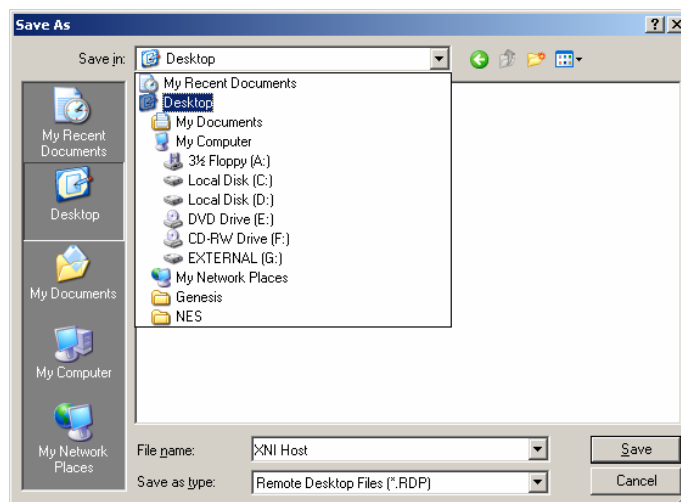 Save As
Save in: Desktop
My Recent Documents
Desktop
My Documents
My Computer
3½ Floppy (A:)
Local Disk (C:)
Local Disk (D:)
DVD Drive (E:)
CD-RW Drive (F:)
EXTERNAL (G:)
My Network Places
Genesis
NES
My Recent
Documents
Desktop
My Documents
My Computer
My Network
Places
File name: XNI Host
Save
Save as type: Remote Desktop Files (*.RDP)
Cancel